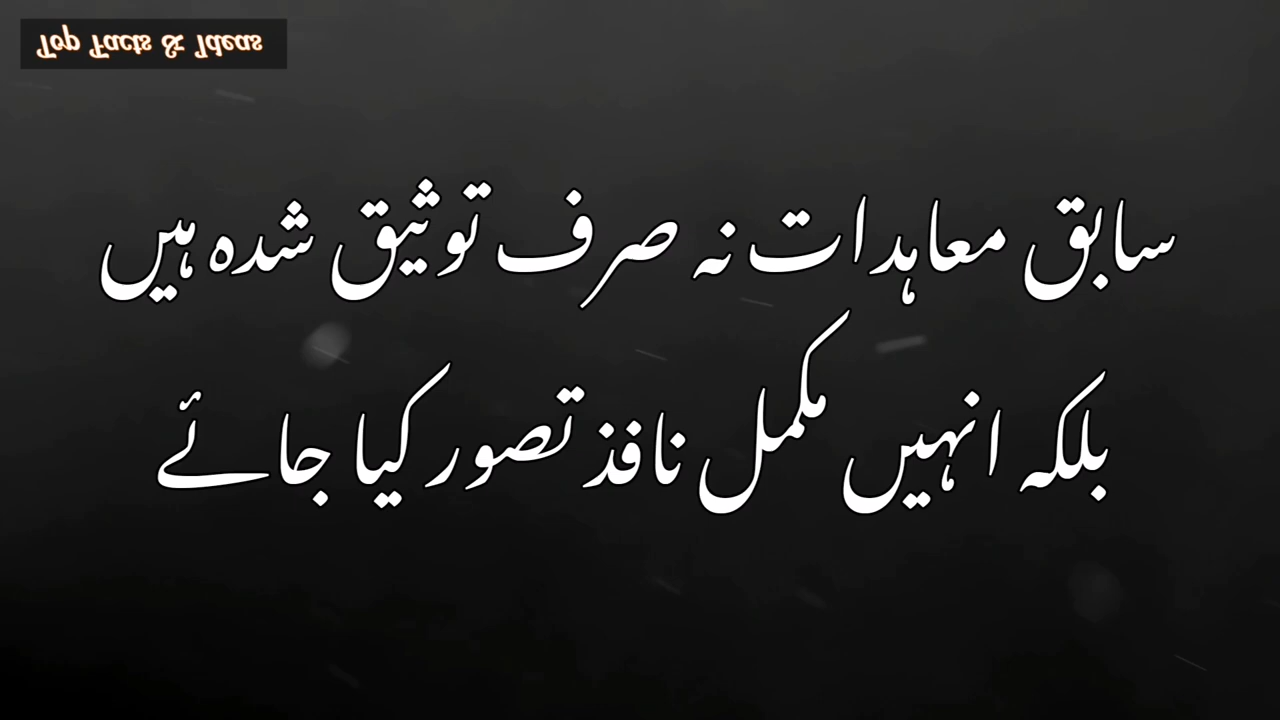 Top Facts & Ideas
سابق معاہدات نہ صرف توثیق شدہ ہیں
بلکہ انہیں مکمل نافذ تصور کیا جائے